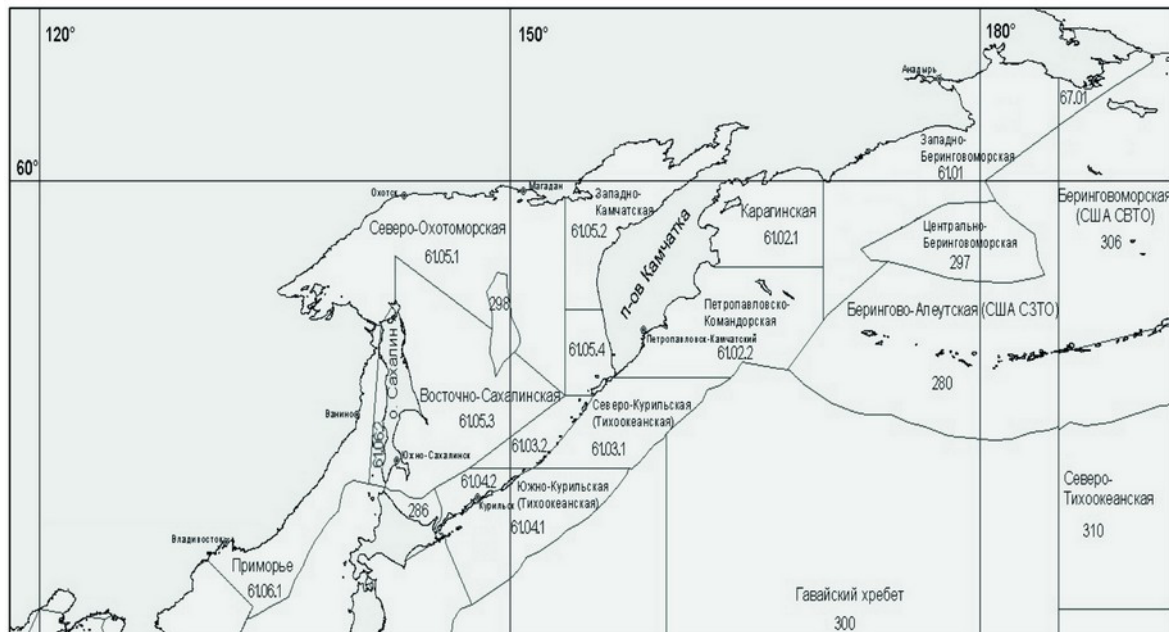 120°
150°
180°
60°
Анадырь
67.01
Западно-
Беринговоморская
61.01
Охотск
Магадан
Западно-
Камчатская
61.05.2
Карагинская
61.02.1
Беринговоморская
(США СВТО)
306
Северо-Охотоморская
61.05.1
п-ов Камчатка
Центрально-
Беринговоморская
297
298
Петропавловско-
Командорская
Петропавловск-Камчатский
61.02.2
Берингово-Алеутская (США СЗТО)
280
61.05.4
о. Сахалин
Ванино
61.06.2
Восточно-Сахалинская
61.05.3
Северо-Курильская
(Тихоокеанская)
61.03.1
61.03.2
Южно-Сахалинск
61.04.2
Южно-Курильская
(Тихоокеанская)
61.04.1
Курильск
286
Северо-
Тихоокеанская
310
Владивосток
Приморье
61.06.1
Гавайский хребет
300